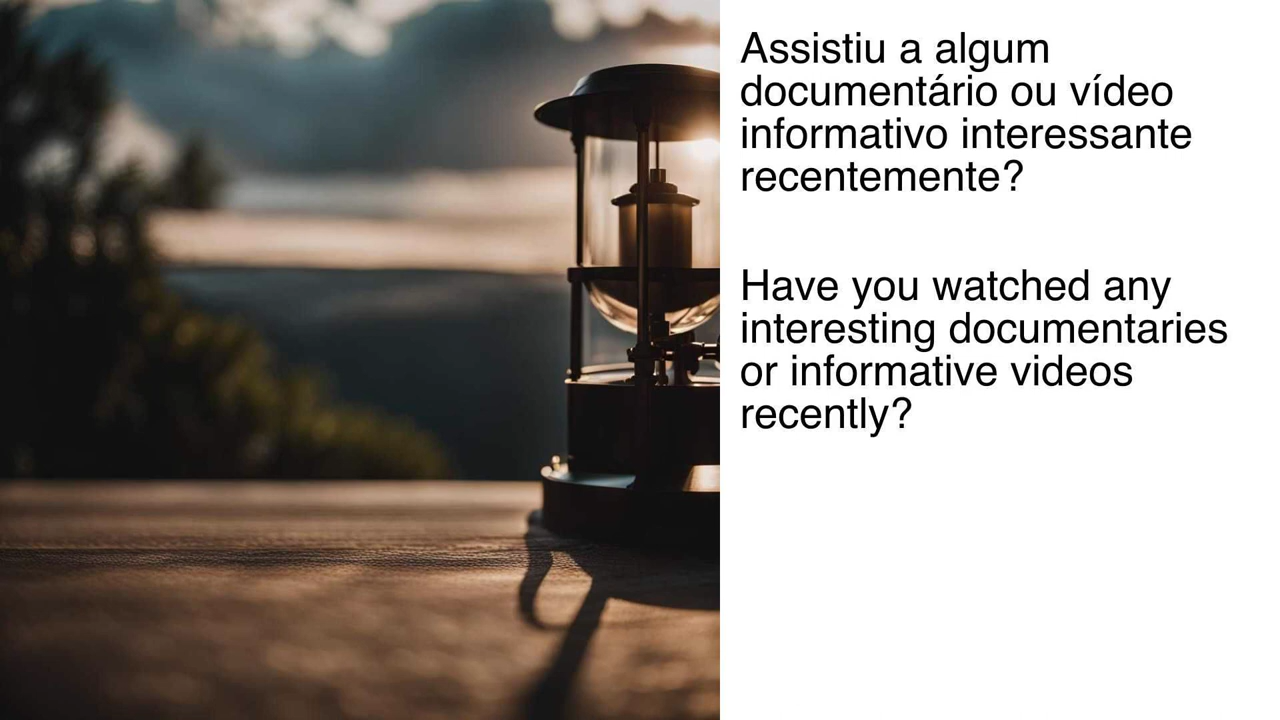 Assistiu a algum
documentário ou vídeo
informativo interessante
recentemente?
Have you watched any
interesting documentaries
or informative videos
recently?